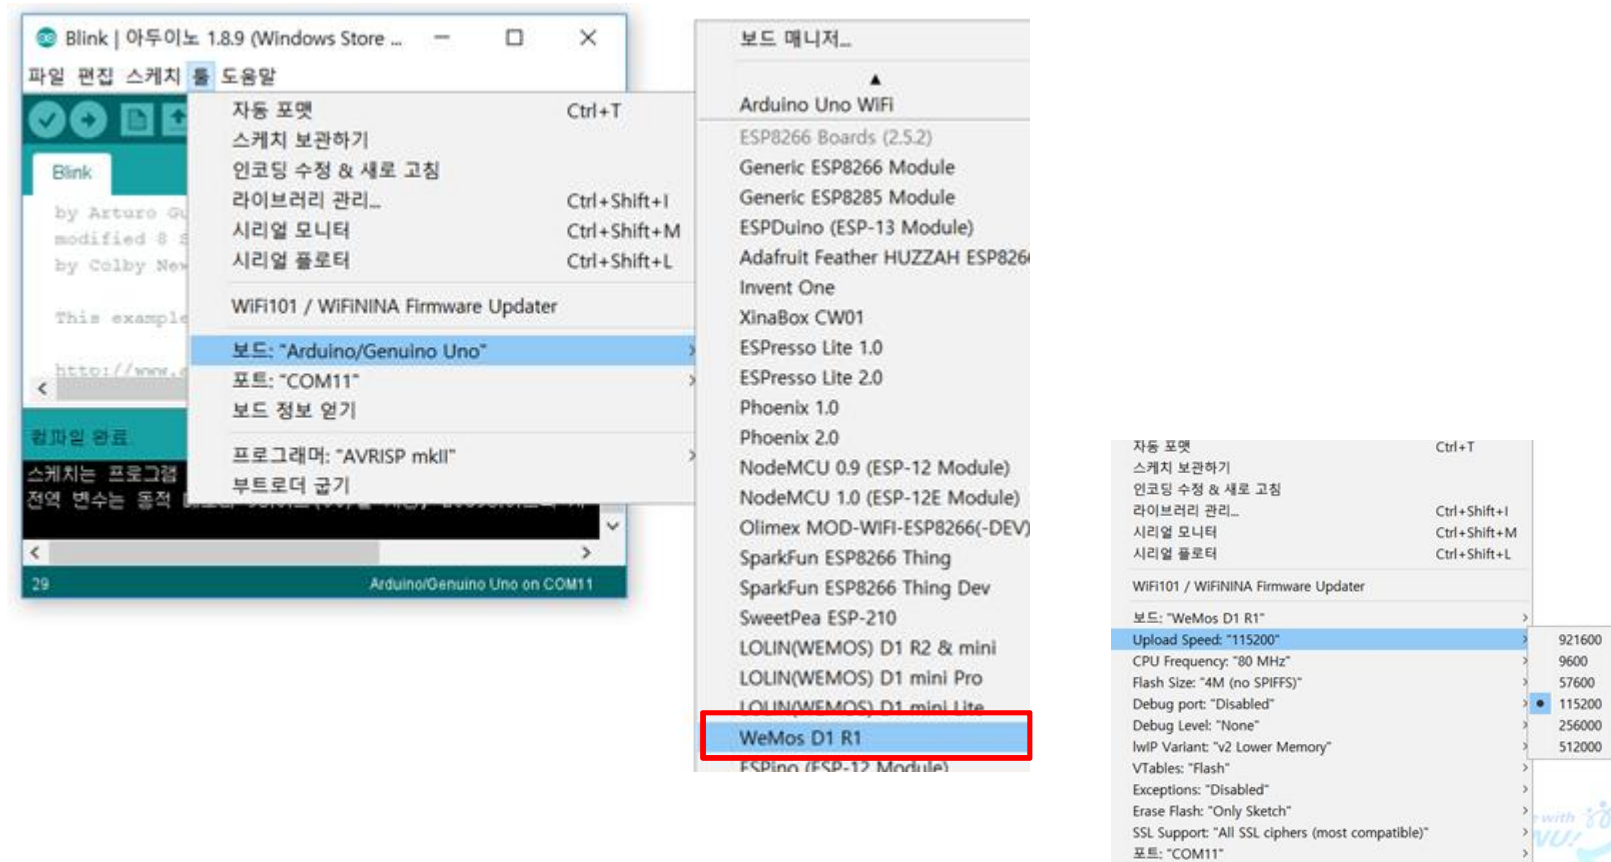 Blink | 아두이노 1.8.9 (Windows Store ...
파일 편집 스케치 툴 도움말
Blink
by Arturo
modified 8
by Colby
This example
컴파일 완료.
스케치는 프로그램
전역 변수는 동적
29
Arduino/Genuino Uno on COM11
자동 포맷 Ctrl+T
스케치 보관하기
인코딩 수정 & 새로 고침
라이브러리 관리... Ctrl+Shift+I
시리얼 모니터 Ctrl+Shift+M
시리얼 플로터 Ctrl+Shift+L
WiFi101 / WiFiNINA Firmware Updater
보드: "Arduino/Genuino Uno"
포트: "COM11"
보드 정보 얻기
프로그래머: "AVRISP mkII"
부트로더 굽기
보드 매니저...
▲
Arduino Uno WiFi
ESP8266 Boards (2.5.2)
Generic ESP8266 Module
Generic ESP8285 Module
ESPDuino (ESP-13 Module)
Adafruit Feather HUZZAH
Invent One
XinaBox CW01
ESPresso Lite 1.0
ESPresso Lite 2.0
Phoenix 1.0
Phoenix 2.0
NodeMCU 0.9 (ESP-12 Module)
NodeMCU 1.0 (ESP-12E Module)
Olimex MOD-WIFI-ESP8266(-DEV)
SparkFun ESP8266 Thing
SparkFun ESP8266 Thing Dev
SweetPea ESP-210
LOLIN(WEMOS) D1 R2 & mini
LOLIN(WEMOS) D1 mini Pro
LOLIN(WEMOS) D1 mini Lite
WeMos D1 R1
ESPino (ESP-12 Module)
자동 포맷 Ctrl+T
스케치 보관하기
인코딩 수정 & 새로 고침
라이브러리 관리... Ctrl+Shift+I
시리얼 모니터 Ctrl+Shift+M
시리얼 플로터 Ctrl+Shift+L
WiFi101 / WiFiNINA Firmware Updater
보드: "WeMos D1 R1"
Upload Speed: "115200"
CPU Frequency: "80 MHz"
Flash Size: "4M (no SPIFFS)"
Debug port: "Disabled"
Debug Level: "None"
lwIP Variant: "v2 Lower Memory"
VTables: "Flash"
Exceptions: "Disabled"
Erase Flash: "Only Sketch"
SSL Support: "All SSL ciphers (most compatible)"
포트: "COM11"
921600
9600
57600
115200
256000
512000
with